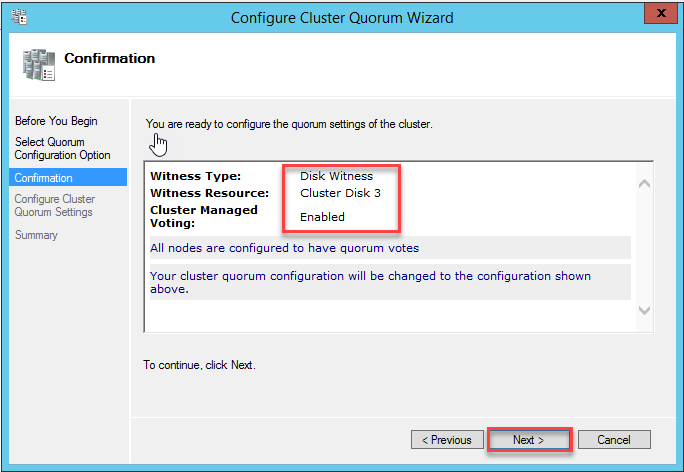 Configure Cluster Quorum Wizard
x
Confirmation
Before You Begin
Select Quorum
Configuration Option
Confirmation
Configure Cluster
Quorum Settings
Summary
You are ready to configure the quorum settings of the cluster.
Witness Type: Disk Witness
Witness Resource: Cluster Disk 3
Cluster Managed
Voting: Enabled
All nodes are configured to have quorum votes
Your cluster quorum configuration will be changed to the configuration shown
above.
To continue, click Next.
< Previous Next > Cancel